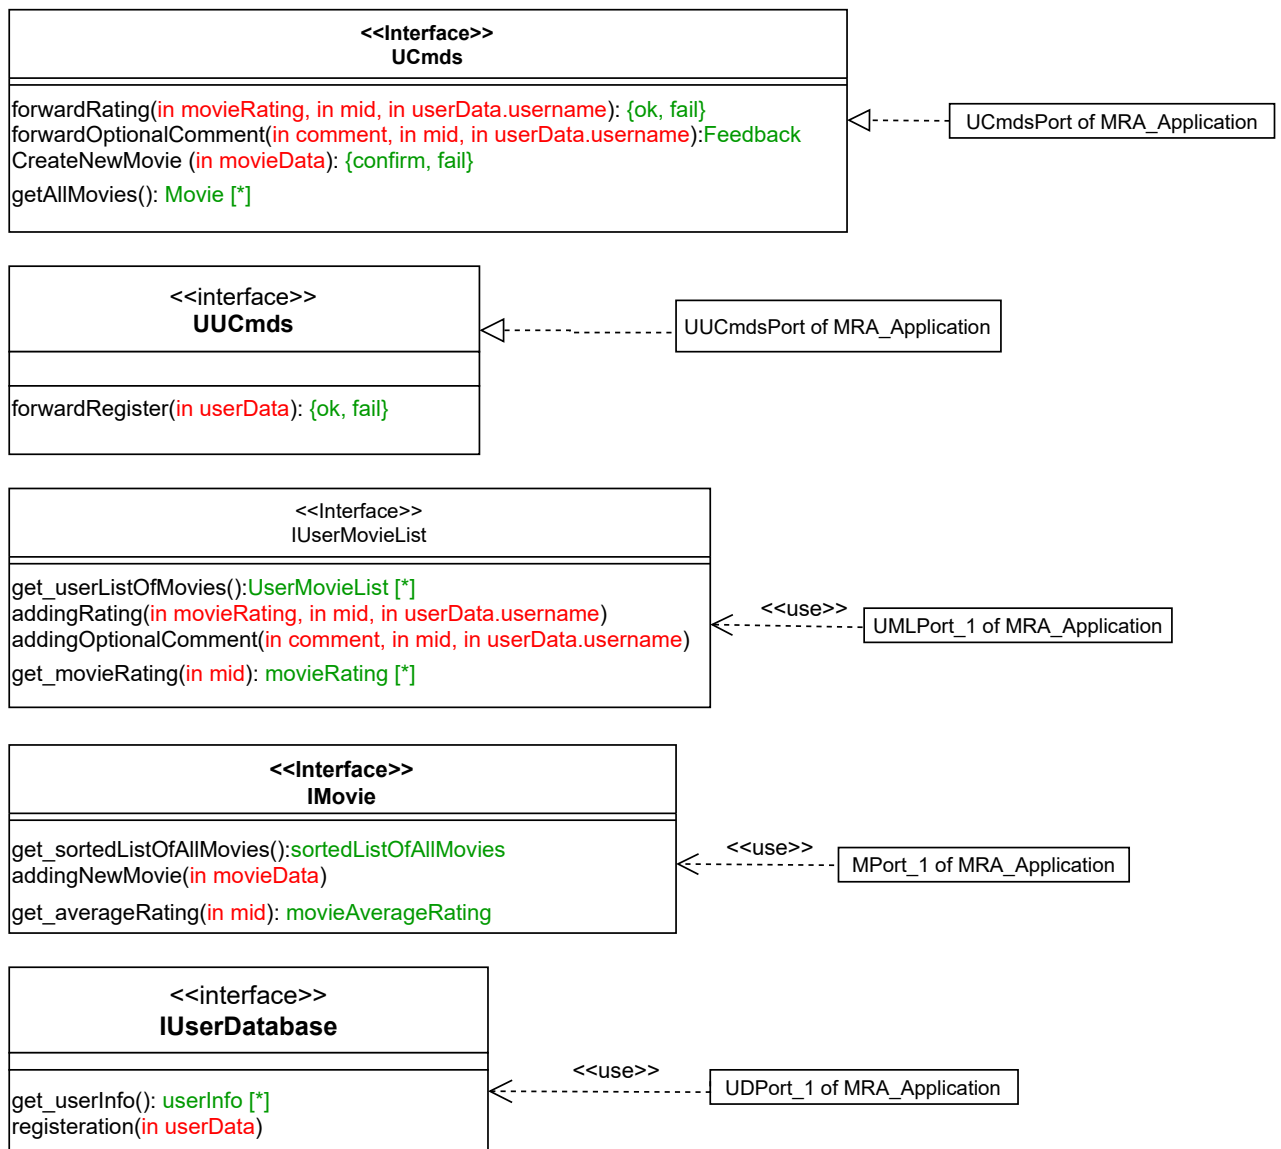 <<Interface>>
UCmds
forwardRating(in movieRating, in mid, in userData.username): {ok, fail}
forwardOptionalComment(in comment, in mid, in userData.username):Feedback
CreateNewMovie (in movieData): {confirm, fail}
getAllMovies(): Movie [*]
UCmdsPort of MRA_Application
<<interface>>
UUCmds
forwardRegister(in userData): {ok, fail}
UUCmdsPort of MRA_Application
<<Interface>>
IUserMovieList
get_userListOfMovies():UserMovieList [*]
addingRating(in movieRating, in mid, in userData.username)
addingOptionalComment(in comment, in mid, in userData.username)
get_movieRating(in mid): movieRating [*]
<<use>>
UMLPort_1 of MRA_Application
<<Interface>>
IMovie
get_sortedListOfAllMovies():sortedListOfAllMovies
addingNewMovie(in movieData)
get_averageRating(in mid): movieAverageRating
<<use>>
MPort_1 of MRA_Application
<<interface>>
IUserDatabase
get_userInfo(): userInfo [*]
registeration(in userData)
<<use>>
UDPort_1 of MRA_Application